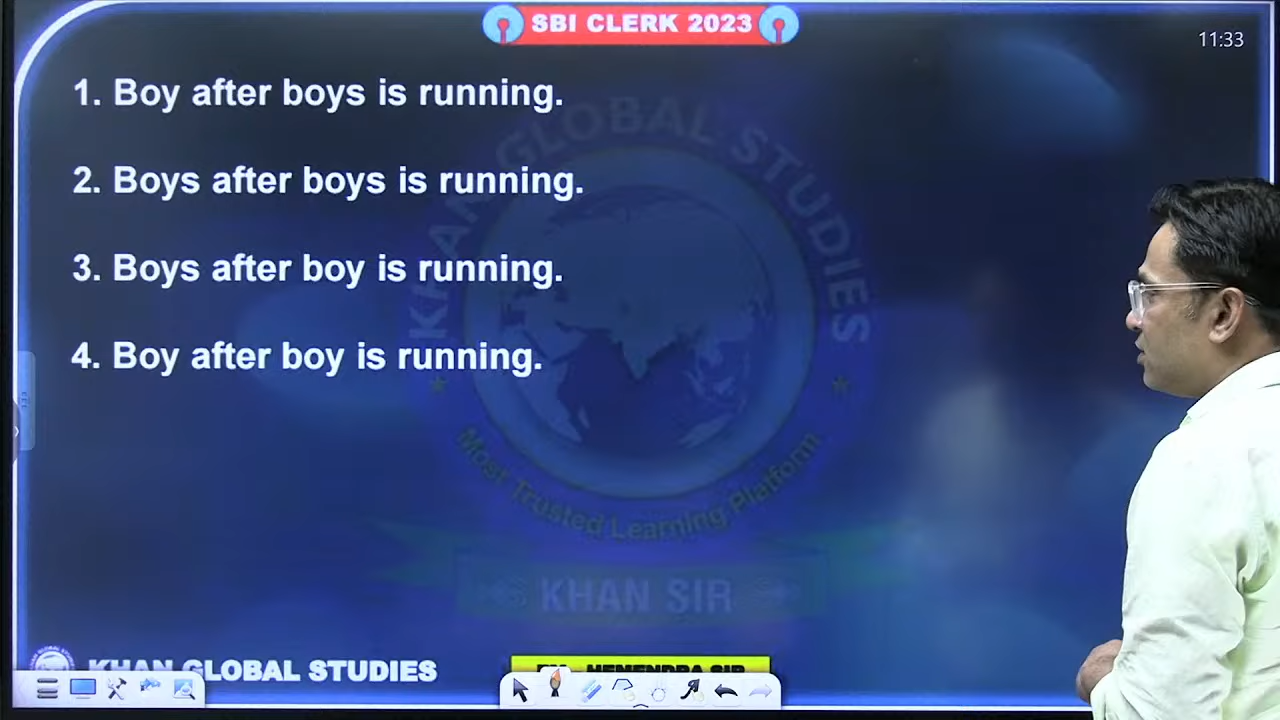 SBI CLERK 2023
11:33
1. Boy after boys is running.
2. Boys after boys is running.
3. Boys after boy is running.
4. Boy after boy is running.
KHAN GLOBAL STUDIES
Most Trusted Learning Platform
KHAN SIR
KHAN GLOBAL STUDIES
HEMENDRA SIR